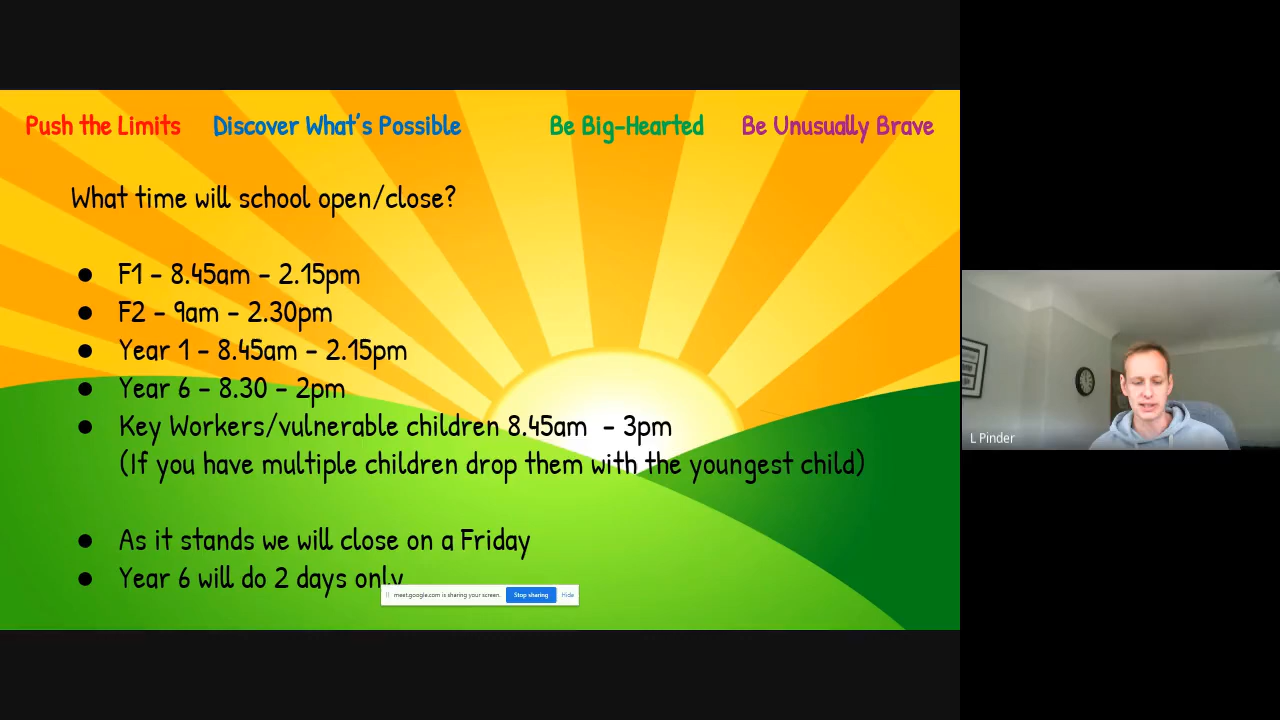 Push the Limits Discover What's Possible Be Big-Hearted Be Unusually Brave
What time will school open/close?
● F1 - 8.45am - 2.15pm
● F2 - 9am - 2.30pm
● Year 1 - 8.45am - 2.15pm
● Year 6 - 8.30 - 2pm
● Key Workers/vulnerable children 8.45am - 3pm
(If you have multiple children drop them with the youngest child)
● As it stands we will close on a Friday
● Year 6 will do 2 days only
meet.google.com is sharing your screen. Stop sharing Hide
L Pinder